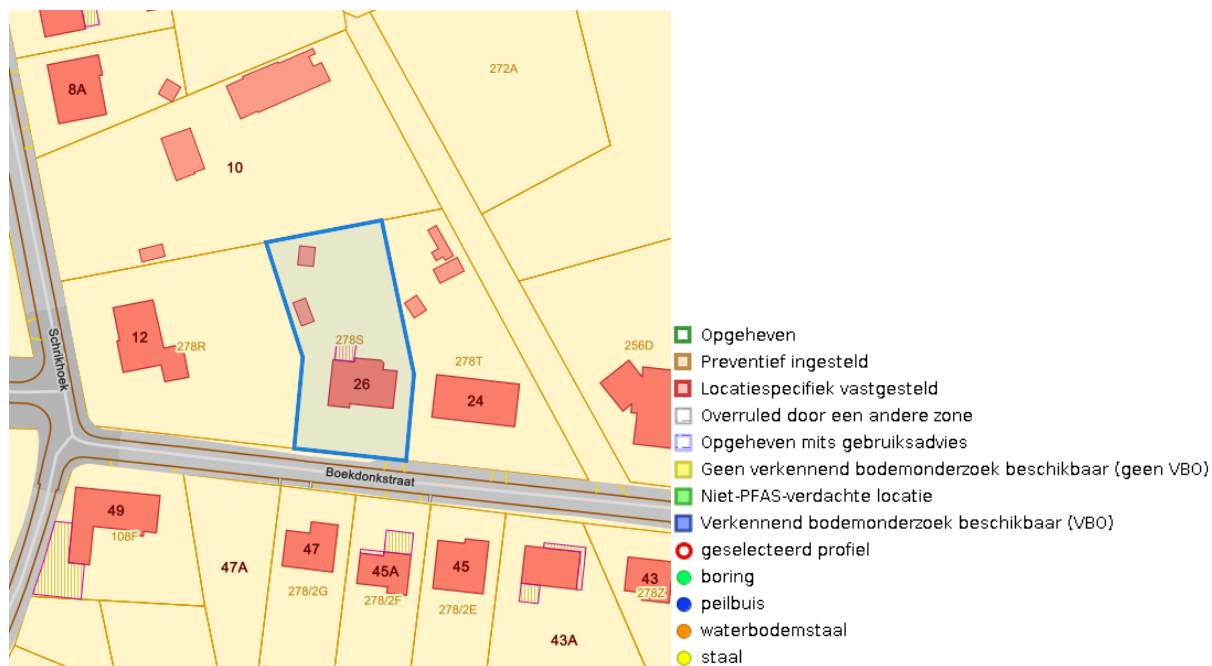 8A
272A
10
Schrikhoek
12
278R
278S
26
278T
24
256D
Boekdonkstraat
49
108F
47A
47
278/2G
45A
278/2F
45
278/2E
43A
43
278Z
Opgeheven
Preventief ingesteld
Locatiespecifiek vastgesteld
Overruled door een andere zone
Opgeheven mits gebruiksadvies
Geen verkennend bodemonderzoek beschikbaar (geen VBO)
Niet-PFAS-verdachte locatie
Verkennend bodemonderzoek beschikbaar (VBO)
geselecteerd profiel
boring
peilbuis
waterbodemstaal
staal